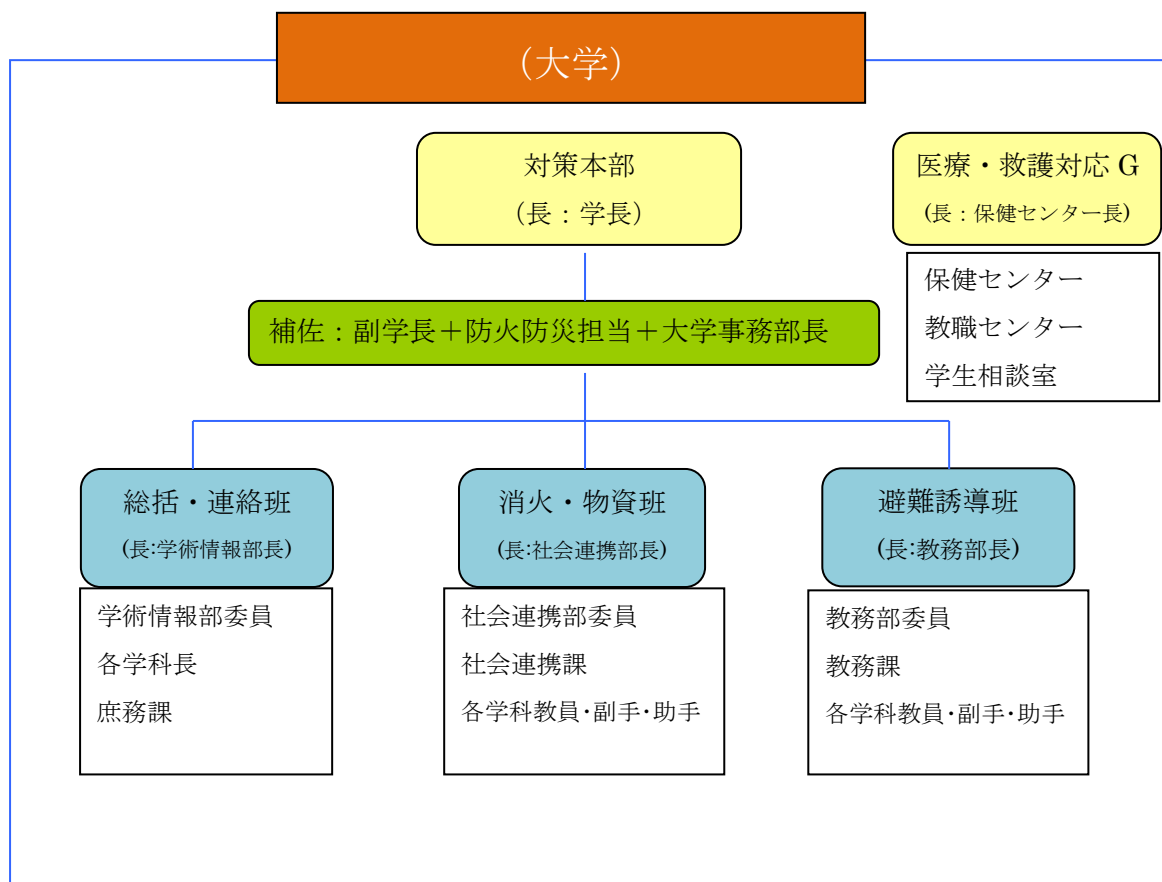 （大学）
対策本部
（長：学長）
医療・救護対応 G
(長：保健センター長)
保健センター
教職センター
学生相談室
補佐：副学長＋防火防災担当＋大学事務部長
総括・連絡班
(長:学術情報部長)
学術情報部委員
各学科長
庶務課
消火・物資班
(長:社会連携部長)
社会連携部委員
社会連携課
各学科教員･副手･助手
避難誘導班
(長:教務部長)
教務部委員
教務課
各学科教員･副手･助手